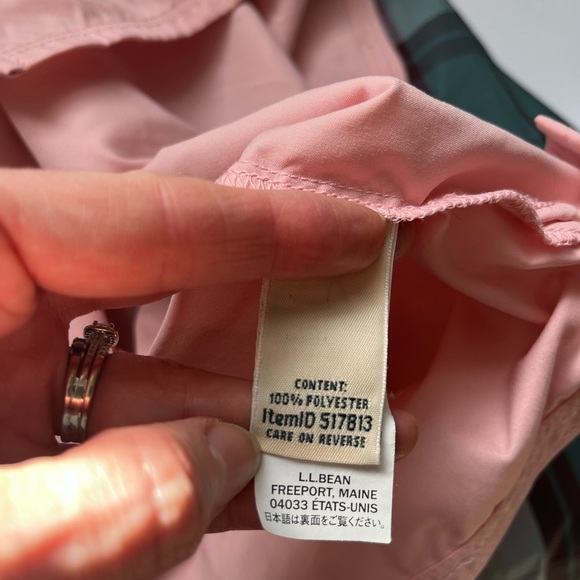 CONTENT:
100% POLYESTER
ItemID 517813
CARE ON REVERSE
L.L.BEAN
FREEPORT, MAINE
04033 ÉTATS-UNIS
日本語は裏面をご覧ください。